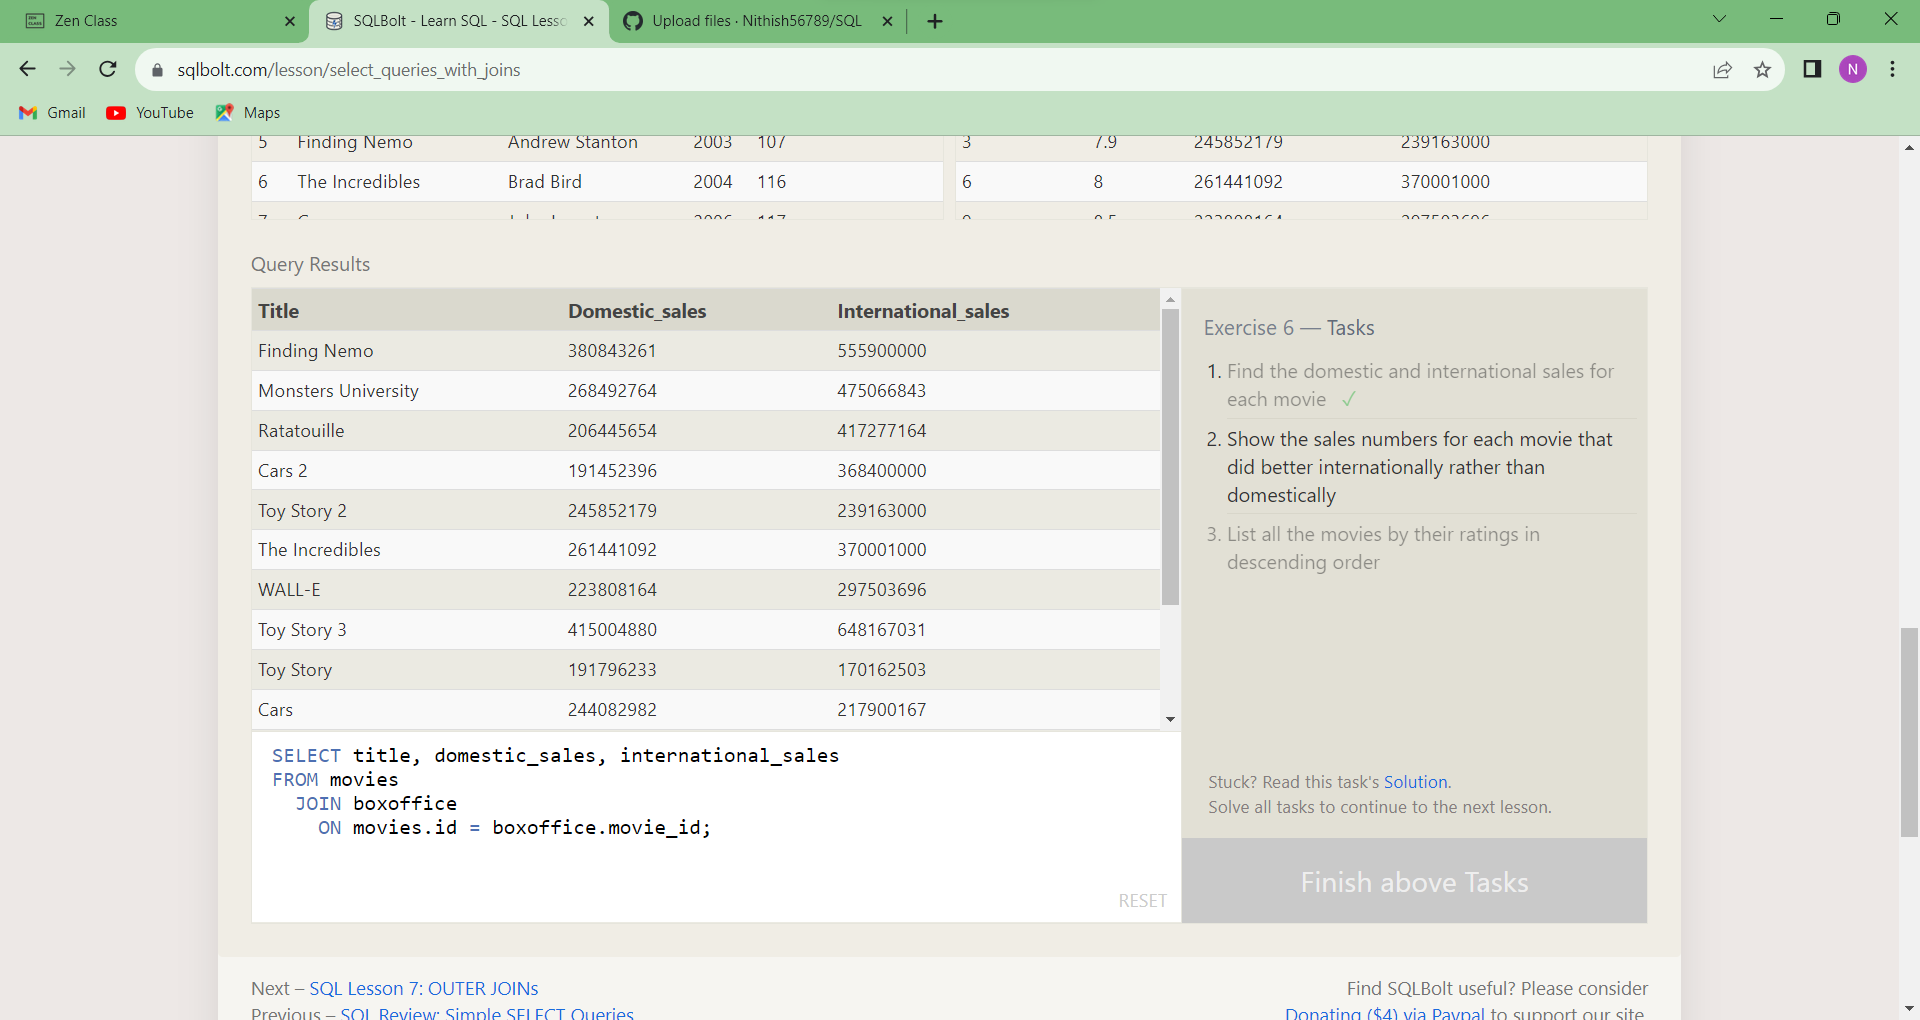 Zen Class
SQLBolt - Learn SQL - SQL Lesso
Upload files · Nithish56789/SQL
sqlbolt.com/lesson/select_queries_with_joins
N
Gmail YouTube Maps
5 Finding Nemo Andrew Stanton 2003 107
3 7.9 245852179 239163000
6 The Incredibles Brad Bird 2004 116
6 8 261441092 370001000
Query Results
Title Domestic_sales International_sales
Finding Nemo 380843261 555900000
Monsters University 268492764 475066843
Ratatouille 206445654 417277164
Cars 2 191452396 368400000
Toy Story 2 245852179 239163000
The Incredibles 261441092 370001000
WALL-E 223808164 297503696
Toy Story 3 415004880 648167031
Toy Story 191796233 170162503
Cars 244082982 217900167
SELECT title, domestic_sales, international_sales
FROM movies
JOIN boxoffice
ON movies.id = boxoffice.movie_id;
RESET
Exercise 6 — Tasks
1. Find the domestic and international sales for
each movie ✓
2. Show the sales numbers for each movie that
did better internationally rather than
domestically
3. List all the movies by their ratings in
descending order
Stuck? Read this task's Solution.
Solve all tasks to continue to the next lesson.
Finish above Tasks
Next – SQL Lesson 7: OUTER JOINs
Previous – SQL Review: Simple SELECT Queries
Find SQLBolt useful? Please consider
Donating ($4) via Paypal to support our site.